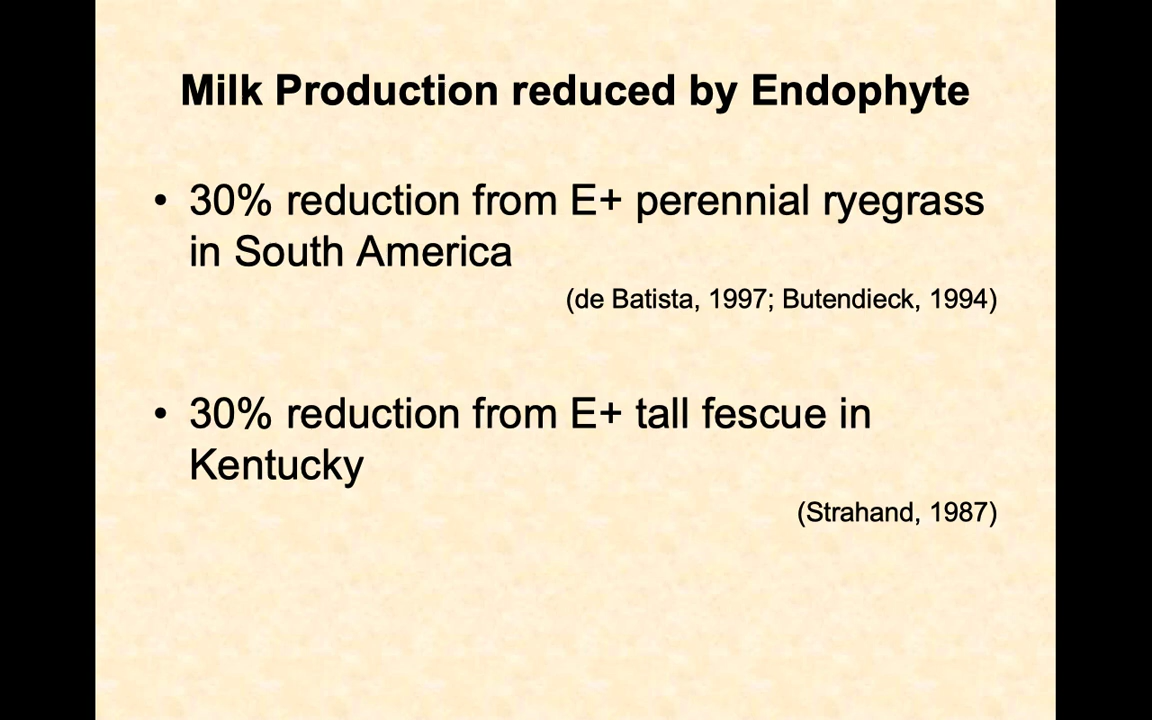 Milk Production reduced by Endophyte
• 30% reduction from E+ perennial ryegrass
in South America
(de Batista, 1997; Butendieck, 1994)
• 30% reduction from E+ tall fescue in
Kentucky
(Strahand, 1987)